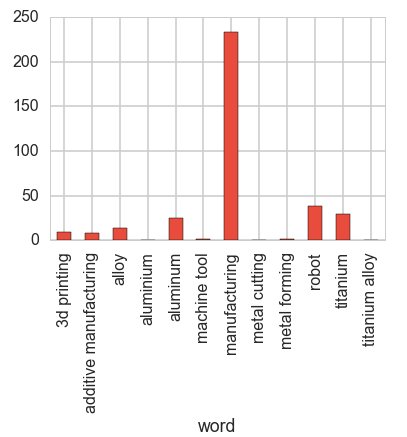 250
200
150
100
50
0
3d printing
additive manufacturing
alloy
aluminium
aluminum
machine tool
manufacturing
metal cutting
metal forming
robot
titanium
titanium alloy
word